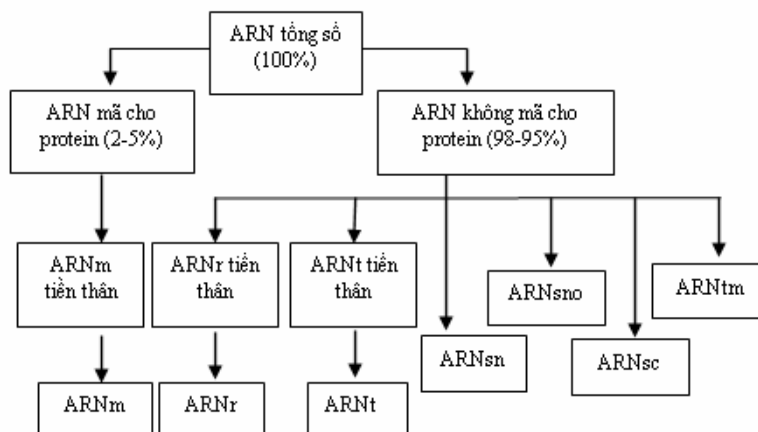 ARN tổng số
(100%)
ARN mã cho
protein (2-5%)
ARN không mã cho
protein (98-95%)
ARNm
tiền thân
ARNr tiền
thân
ARNt tiền
thân
ARNsno
ARNtm
ARNsn
ARNsc
ARNm
ARNr
ARNt